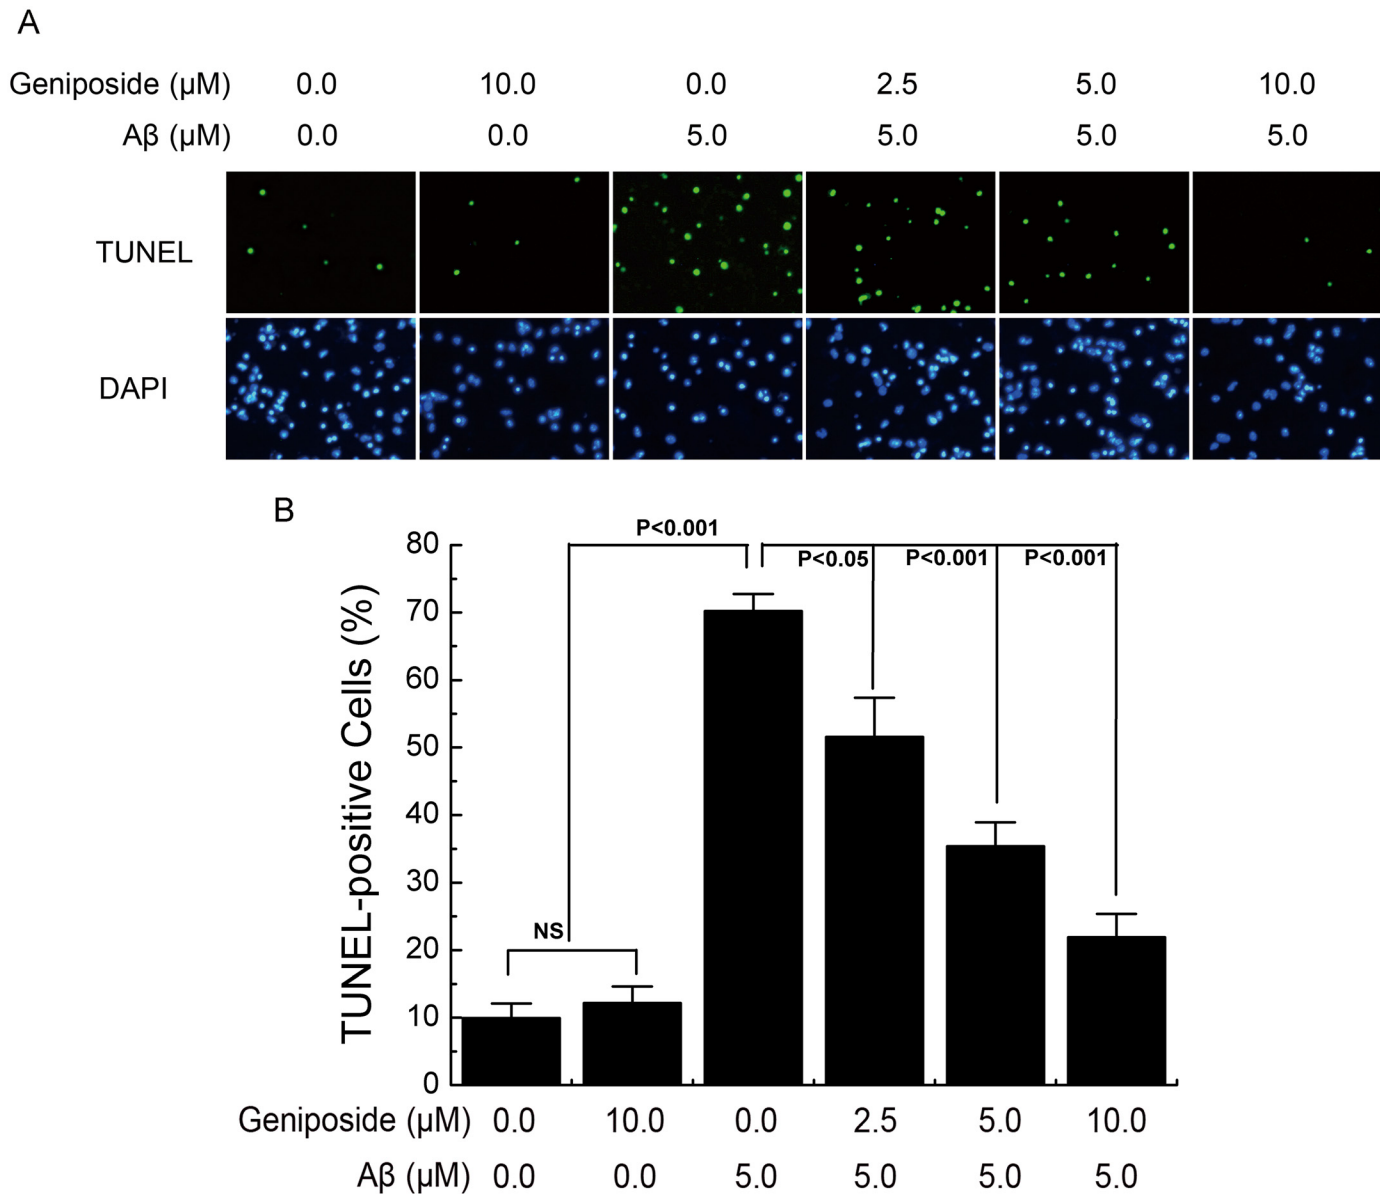 A
Geniposide (μM) 0.0 10.0 0.0 2.5 5.0 10.0
Aβ (μM) 0.0 0.0 5.0 5.0 5.0 5.0
TUNEL
DAPI
B
P<0.001
80
P<0.05 P<0.001 P<0.001
70
60
50
40
30
20
10
0
NS
TUNEL-positive Cells (%)
Geniposide (μM) 0.0 10.0 0.0 2.5 5.0 10.0
Aβ (μM) 0.0 0.0 5.0 5.0 5.0 5.0